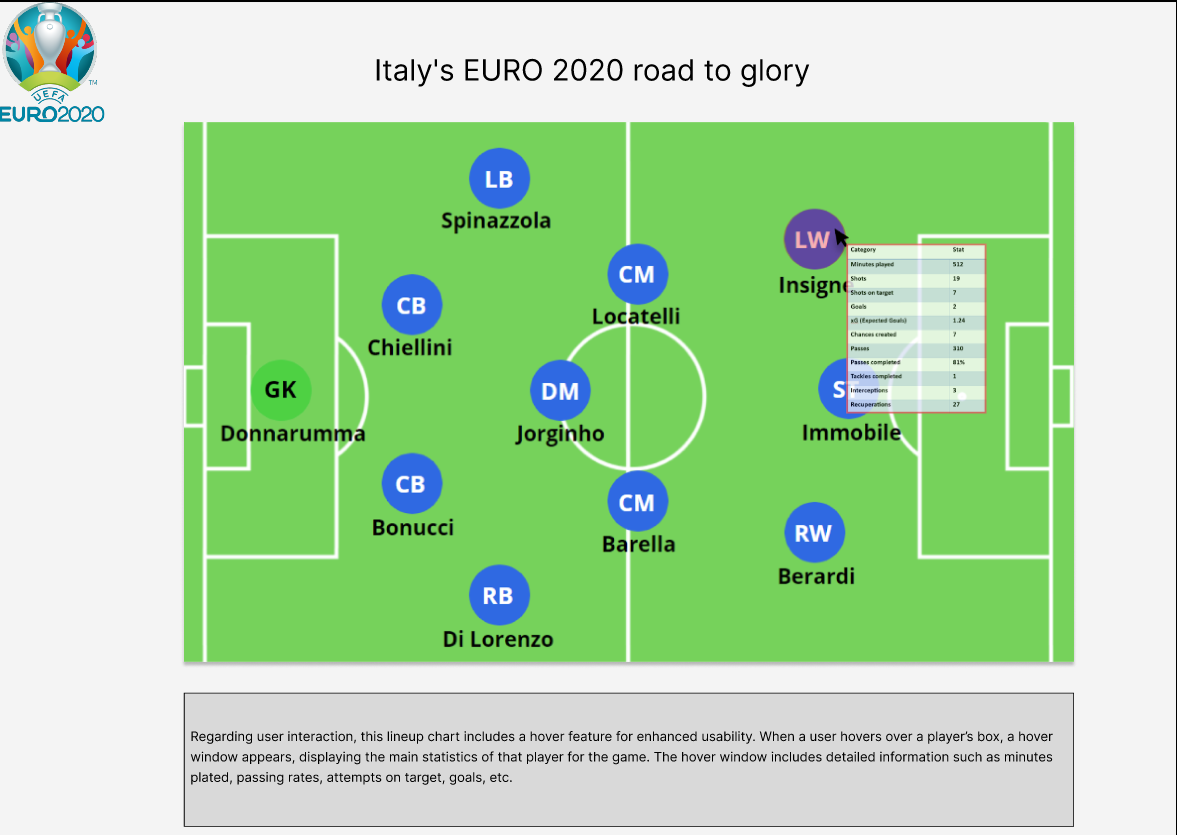 UEFA
EURO2020
TM
Italy's EURO 2020 road to glory
LB
Spinazzola
LW
Insigne
CM
Locatelli
CB
Chiellini
GK
Donnarumma
DM
Jorginho
Immobile
CB
Bonucci
CM
Barella
RW
Berardi
RB
Di Lorenzo
Category Stat
Minutes played 512
Shots 19
Shots on target 7
Goals 2
xG (Expected Goals) 1.24
Chances created 7
Passes 310
Passes completed 81%
Tackles completed 1
Interceptions 3
Recuperations 27
Regarding user interaction, this lineup chart includes a hover feature for enhanced usability. When a user hovers over a player's box, a hover
window appears, displaying the main statistics of that player for the game. The hover window includes detailed information such as minutes
plated, passing rates, attempts on target, goals, etc.